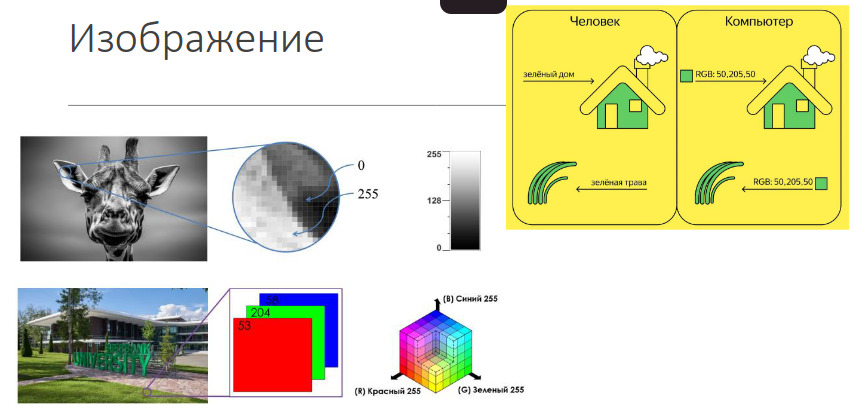 Изображение
Человек
Компьютер
зелёный дом
RGB: 50,205,50
зелёная трава
RGB: 50,205,50
0
255
255
128
0
58
204
53
UNIVERSITY
(B) Синий 255
(R) Красный 255
(G) Зеленый 255